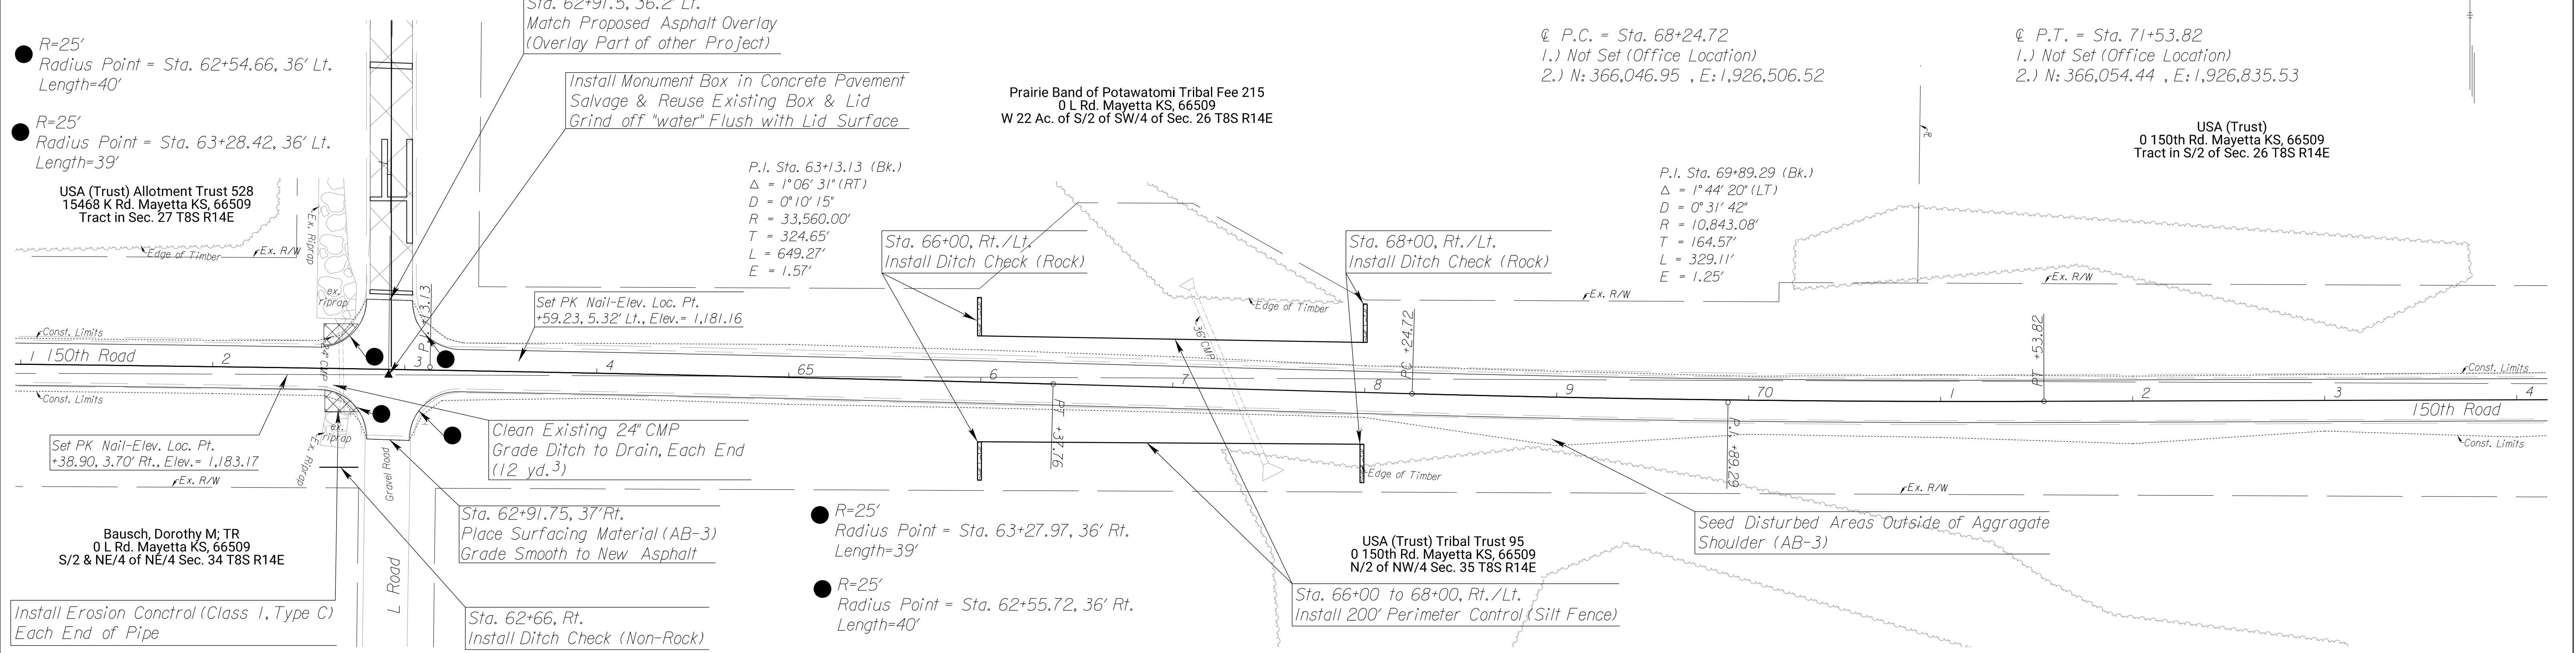 Sta. 62+91.5, 36.2' Lt.
Match Proposed Asphalt Overlay
(Overlay Part of other Project)
R=25'
Radius Point = Sta. 62+54.66, 36' Lt.
Length=40'
R=25'
Radius Point = Sta. 63+28.42, 36' Lt.
Length=39'
USA (Trust) Allotment Trust 528
15468 K Rd. Mayetta KS, 66509
Tract in Sec. 27 T8S R14E
Install Monument Box in Concrete Pavement
Salvage & Reuse Existing Box & Lid
Grind off "water" Flush with Lid Surface
Prairie Band of Potawatomi Tribal Fee 215
0 L Rd. Mayetta KS, 66509
W 22 Ac. of S/2 of SW/4 of Sec. 26 T8S R14E
℄ P.C. = Sta. 68+24.72
1.) Not Set (Office Location)
2.) N: 366,046.95 , E: 1,926,506.52
℄ P.T. = Sta. 71+53.82
1.) Not Set (Office Location)
2.) N: 366,054.44 , E: 1,926,835.53
USA (Trust)
0 150th Rd. Mayetta KS, 66509
Tract in S/2 of Sec. 26 T8S R14E
P.I. Sta. 63+13.13 (Bk.)
Δ = 1°06' 31" (RT)
D = 0°10' 15"
R = 33,560.00'
T = 324.65'
L = 649.27'
E = 1.57'
P.I. Sta. 69+89.29 (Bk.)
Δ = 1°44' 20" (LT)
D = 0°31' 42"
R = 10,843.08'
T = 164.57'
L = 329.11'
E = 1.25'
Sta. 66+00, Rt./Lt.
Install Ditch Check (Rock)
Sta. 68+00, Rt./Lt.
Install Ditch Check (Rock)
Ex. Riprap
Edge of Timber
Ex. R/W
ex.
riprap
Set PK Nail-Elev. Loc. Pt.
+59.23, 5.32' Lt., Elev.= 1,181.16
Edge of Timber
Ex. R/W
Ex. R/W
36" CMP
Const. Limits
24" CMP
P.I. +13.13
PC +24.72
PT +53.82
1 150th Road 2 3 4 65 6 7 8 9 70 1 2 3 4
150th Road
Const. Limits
Const. Limits
Const. Limits
PT +37.76
P.I. +89.29
Set PK Nail-Elev. Loc. Pt.
+38.90, 3.70' Rt., Elev.= 1,183.17
ex.
riprap
Ex. Riprap
Ex. R/W
Gravel Road
Clean Existing 24" CMP
Grade Ditch to Drain, Each End
(12 yd.³)
Edge of Timber
Ex. R/W
Sta. 62+91.75, 37'Rt.
Place Surfacing Material (AB-3)
Grade Smooth to New Asphalt
R=25'
Radius Point = Sta. 63+27.97, 36' Rt.
Length=39'
R=25'
Radius Point = Sta. 62+55.72, 36' Rt.
Length=40'
Seed Disturbed Areas Outside of Aggragate
Shoulder (AB-3)
Bausch, Dorothy M; TR
0 L Rd. Mayetta KS, 66509
S/2 & NE/4 of NE/4 Sec. 34 T8S R14E
L Road
USA (Trust) Tribal Trust 95
0 150th Rd. Mayetta KS, 66509
N/2 of NW/4 Sec. 35 T8S R14E
Sta. 66+00 to 68+00, Rt./Lt.
Install 200' Perimeter Control (Silt Fence)
Install Erosion Conctrol (Class 1, Type C)
Each End of Pipe
Sta. 62+66, Rt.
Install Ditch Check (Non-Rock)